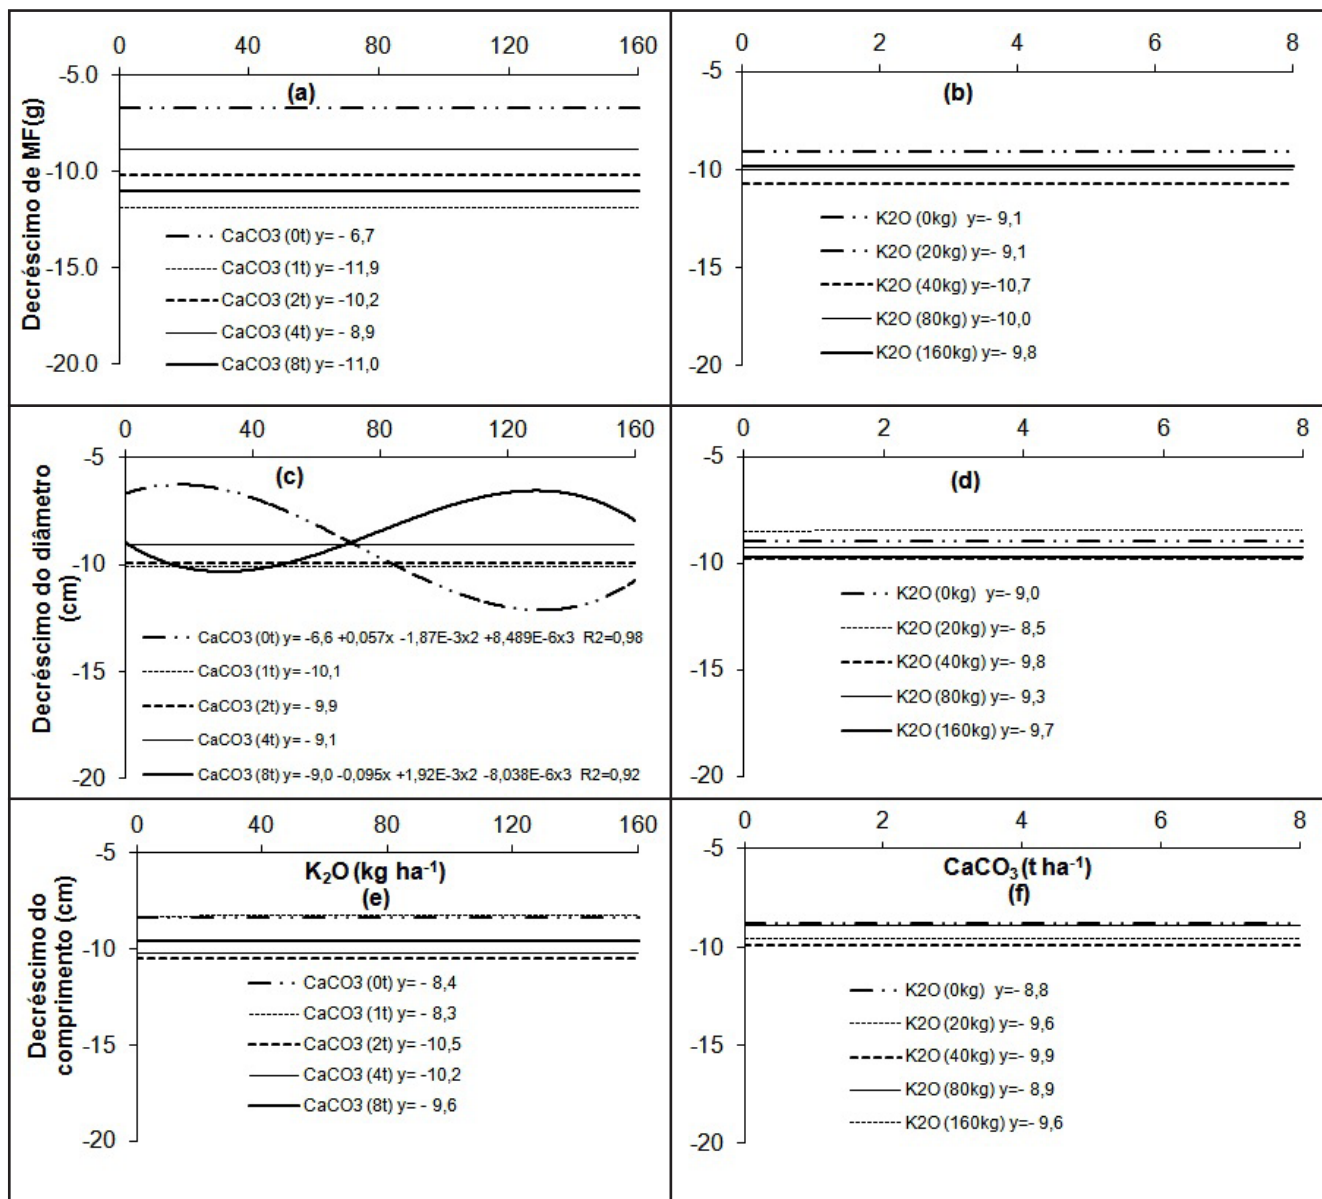 0 40 80 120 160
-5.0
(a)
-10.0
-15.0
-20.0
Decréscimo de MF(g)
CaCO3 (0t) y= - 6,7
CaCO3 (1t) y= -11,9
CaCO3 (2t) y= -10,2
CaCO3 (4t) y= - 8,9
CaCO3 (8t) y= -11,0
0 2 4 6 8
-5
(b)
-10
-15
-20
K2O (0kg) y=- 9,1
K2O (20kg) y=- 9,1
K2O (40kg) y=-10,7
K2O (80kg) y=-10,0
K2O (160kg) y=- 9,8
0 40 80 120 160
-5
(c)
-10
-15
-20
Decréscimo do diâmetro
(cm)
CaCO3 (0t) y= -6,6 +0,057x -1,87E-3x2 +8,489E-6x3 R2=0,98
CaCO3 (1t) y= -10,1
CaCO3 (2t) y= - 9,9
CaCO3 (4t) y= - 9,1
CaCO3 (8t) y= -9,0 -0,095x +1,92E-3x2 -8,038E-6x3 R2=0,92
0 2 4 6 8
-5
(d)
-10
-15
-20
K2O (0kg) y=- 9,0
K2O (20kg) y=- 8,5
K2O (40kg) y=- 9,8
K2O (80kg) y=- 9,3
K2O (160kg) y=- 9,7
0 40 80 120 160
-5
K₂O (kg ha⁻¹)
(e)
-10
-15
-20
Decréscimo do
comprimento (cm)
CaCO3 (0t) y= - 8,4
CaCO3 (1t) y= - 8,3
CaCO3 (2t) y= -10,5
CaCO3 (4t) y= -10,2
CaCO3 (8t) y= - 9,6
0 2 4 6 8
-5
CaCO₃ (t ha⁻¹)
(f)
-10
-15
-20
K2O (0kg) y=- 8,8
K2O (20kg) y=- 9,6
K2O (40kg) y=- 9,9
K2O (80kg) y=- 8,9
K2O (160kg) y=- 9,6